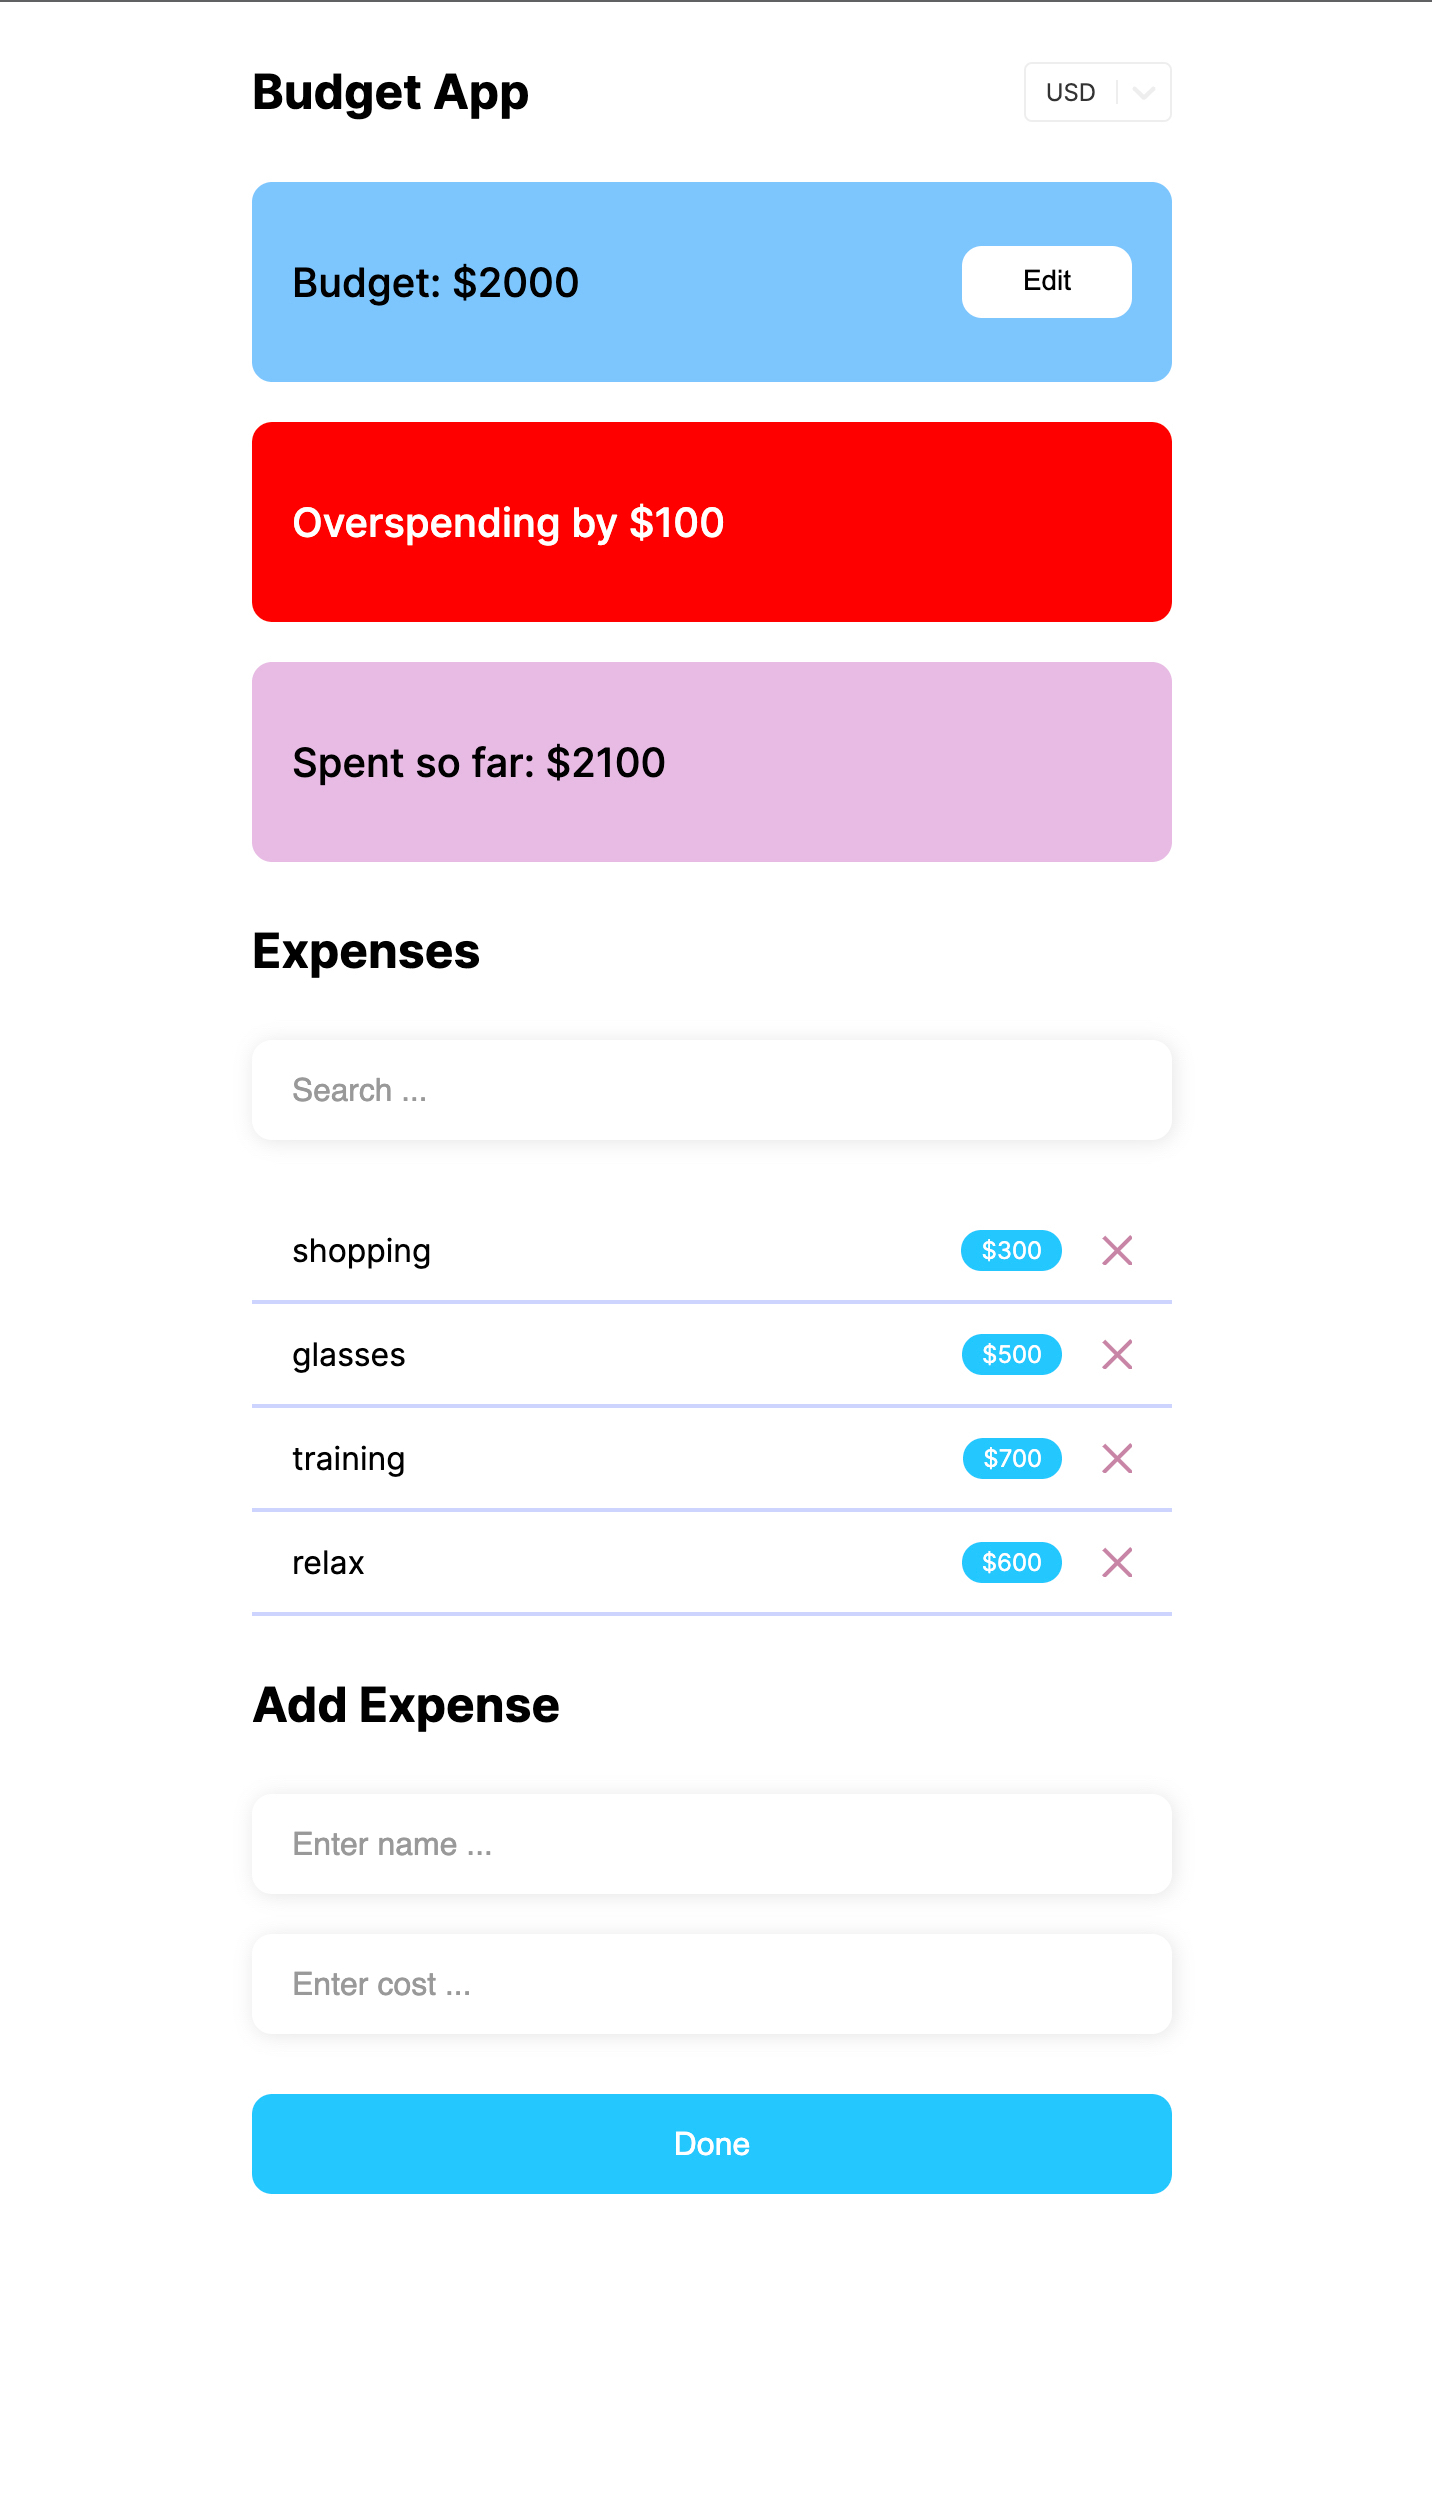 Budget App
USD
Budget: $2000
Edit
Overspending by $100
Spent so far: $2100
Expenses
Search ...
shopping $300
glasses $500
training $700
relax $600
Add Expense
Enter name ...
Enter cost ...
Done